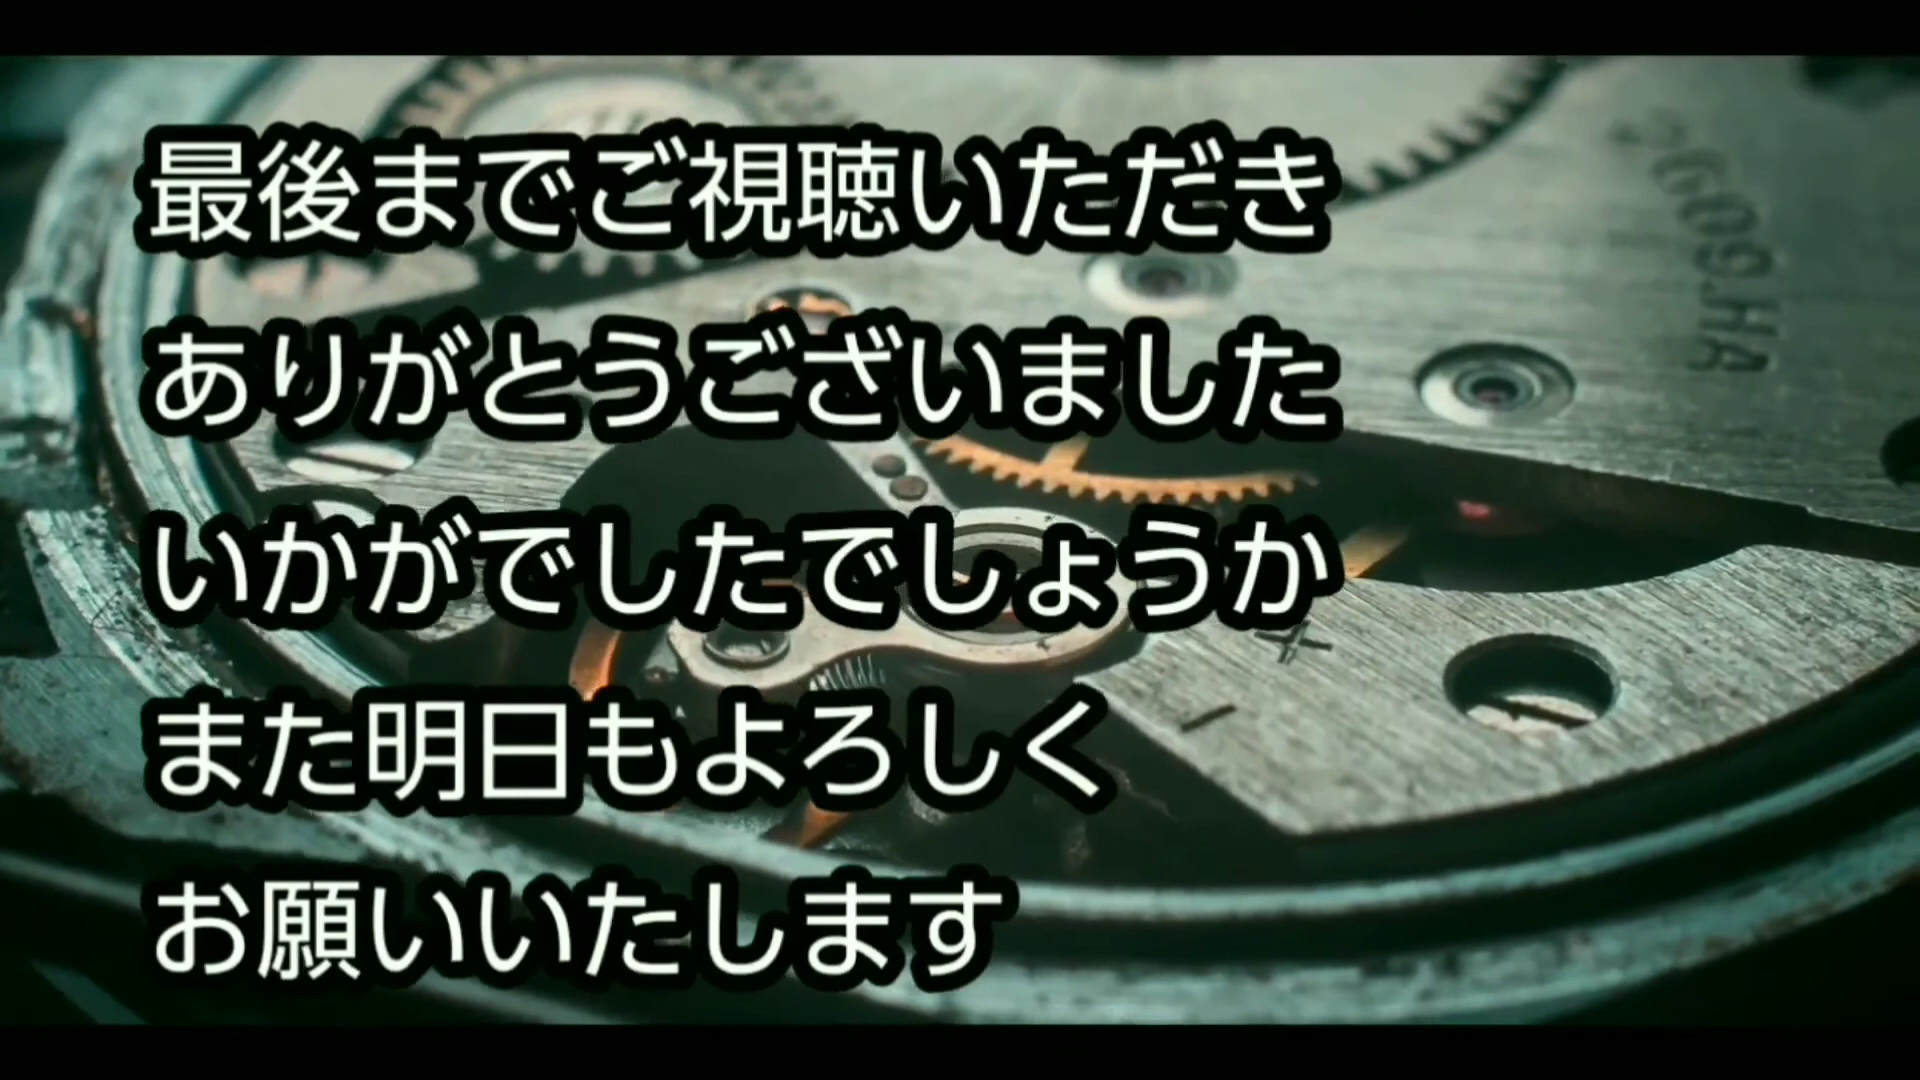 最後までご視聴いただき
ありがとうございました
いかがでしたでしょうか
また明日もよろしく
お願いいたします
2609.HA